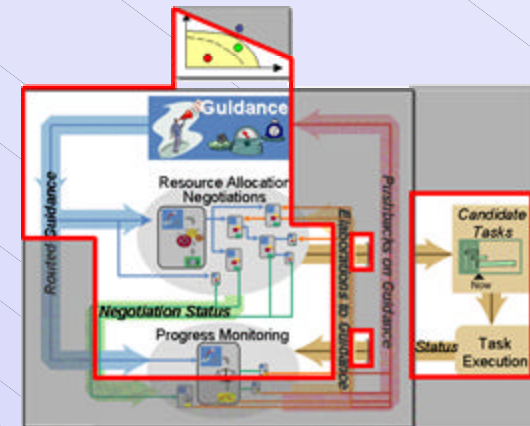 Guidance
Resource Allocation
Negotiations
Routed Guidance
Elaborations to Guidance
Pushbacks on Guidance
Candidate
Tasks
Now
Negotiation Status
Progress Monitoring
Status
Task
Execution